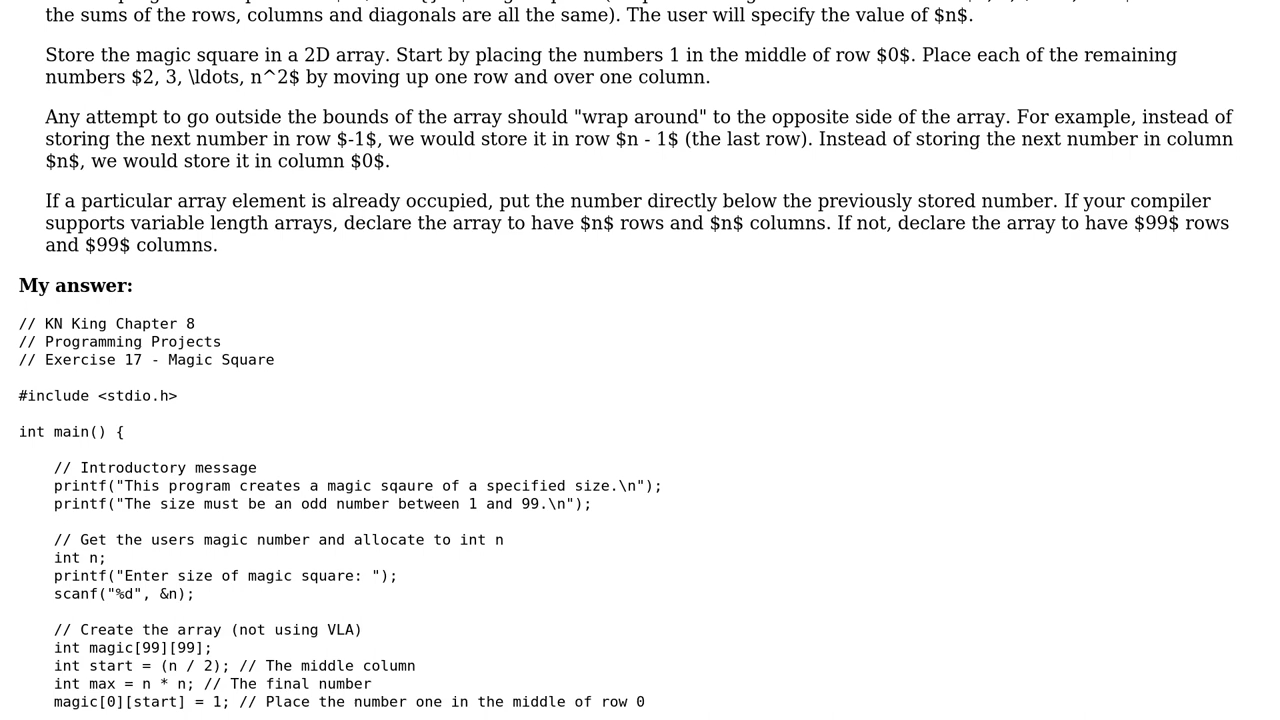 the sums of the rows, columns and diagonals are all the same). The user will specify the value of $n$.
Store the magic square in a 2D array. Start by placing the numbers 1 in the middle of row $0$. Place each of the remaining
numbers $2, 3, \ldots, n^2$ by moving up one row and over one column.
Any attempt to go outside the bounds of the array should "wrap around" to the opposite side of the array. For example, instead of
storing the next number in row $-1$, we would store it in row $n - 1$ (the last row). Instead of storing the next number in column
$n$, we would store it in column $0$.
If a particular array element is already occupied, put the number directly below the previously stored number. If your compiler
supports variable length arrays, declare the array to have $n$ rows and $n$ columns. If not, declare the array to have $99$ rows
and $99$ columns.
My answer:
// KN King Chapter 8
// Programming Projects
// Exercise 17 - Magic Square
#include <stdio.h>
int main() {
// Introductory message
printf("This program creates a magic sqaure of a specified size.\n");
printf("The size must be an odd number between 1 and 99.\n");
// Get the users magic number and allocate to int n
int n;
printf("Enter size of magic square: ");
scanf("%d", &n);
// Create the array (not using VLA)
int magic[99][99];
int start = (n / 2); // The middle column
int max = n * n; // The final number
magic[0][start] = 1; // Place the number one in the middle of row 0